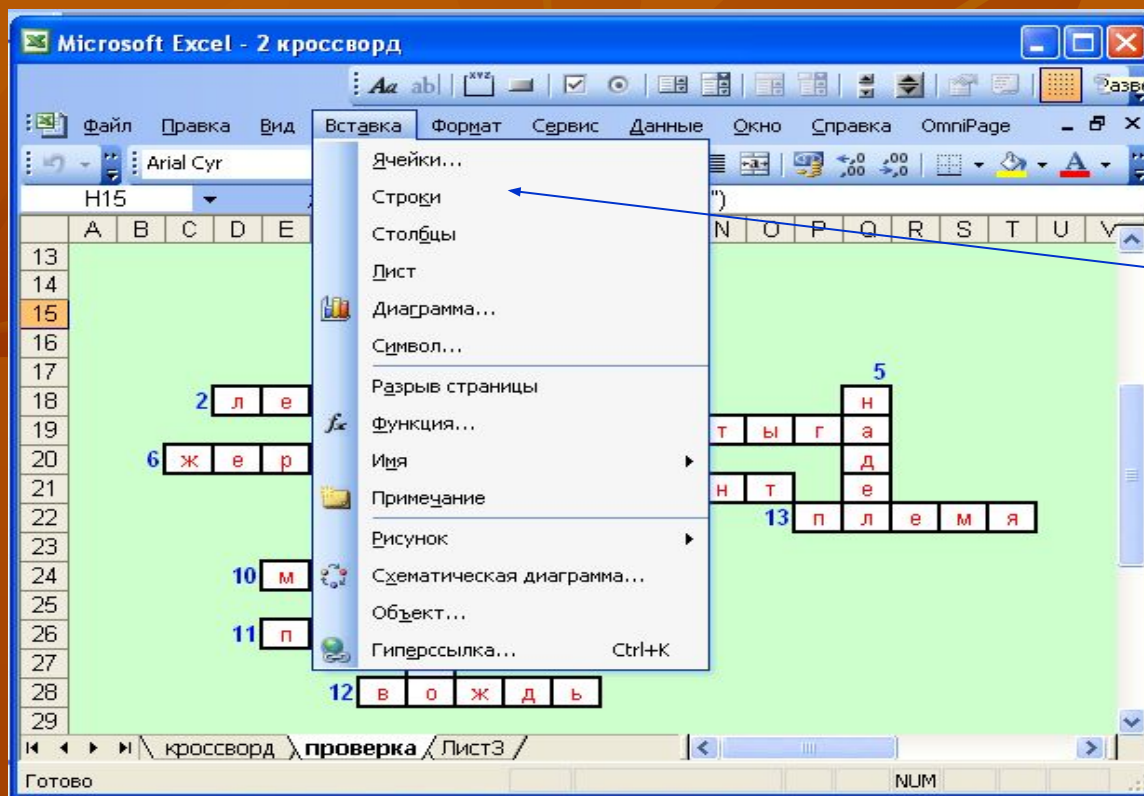 Microsoft Excel - 2 кроссворд
Aa ab| XYZ
Файл Правка Вид Вставка Формат Сервис Данные Окно Справка OmniPage
Arial Cyr
H15 ")
A B C D E N O P Q R S T U V
Ячейки...
Строки
Столбцы
Лист
Диаграмма...
Символ...
Разрыв страницы
Функция...
Имя
Примечание
Рисунок
Схематическая диаграмма...
Объект...
Гиперссылка... Ctrl+K
13
14
15
16
17 5
18 2 л е н
19 т ы г а
20 6 ж е р д
21 н т е
22 13 п л е м я
23
24 10 м
25
26 11 п
27
28 12 в о ж д ь
29
кроссворд проверка Лист3
Готово NUM